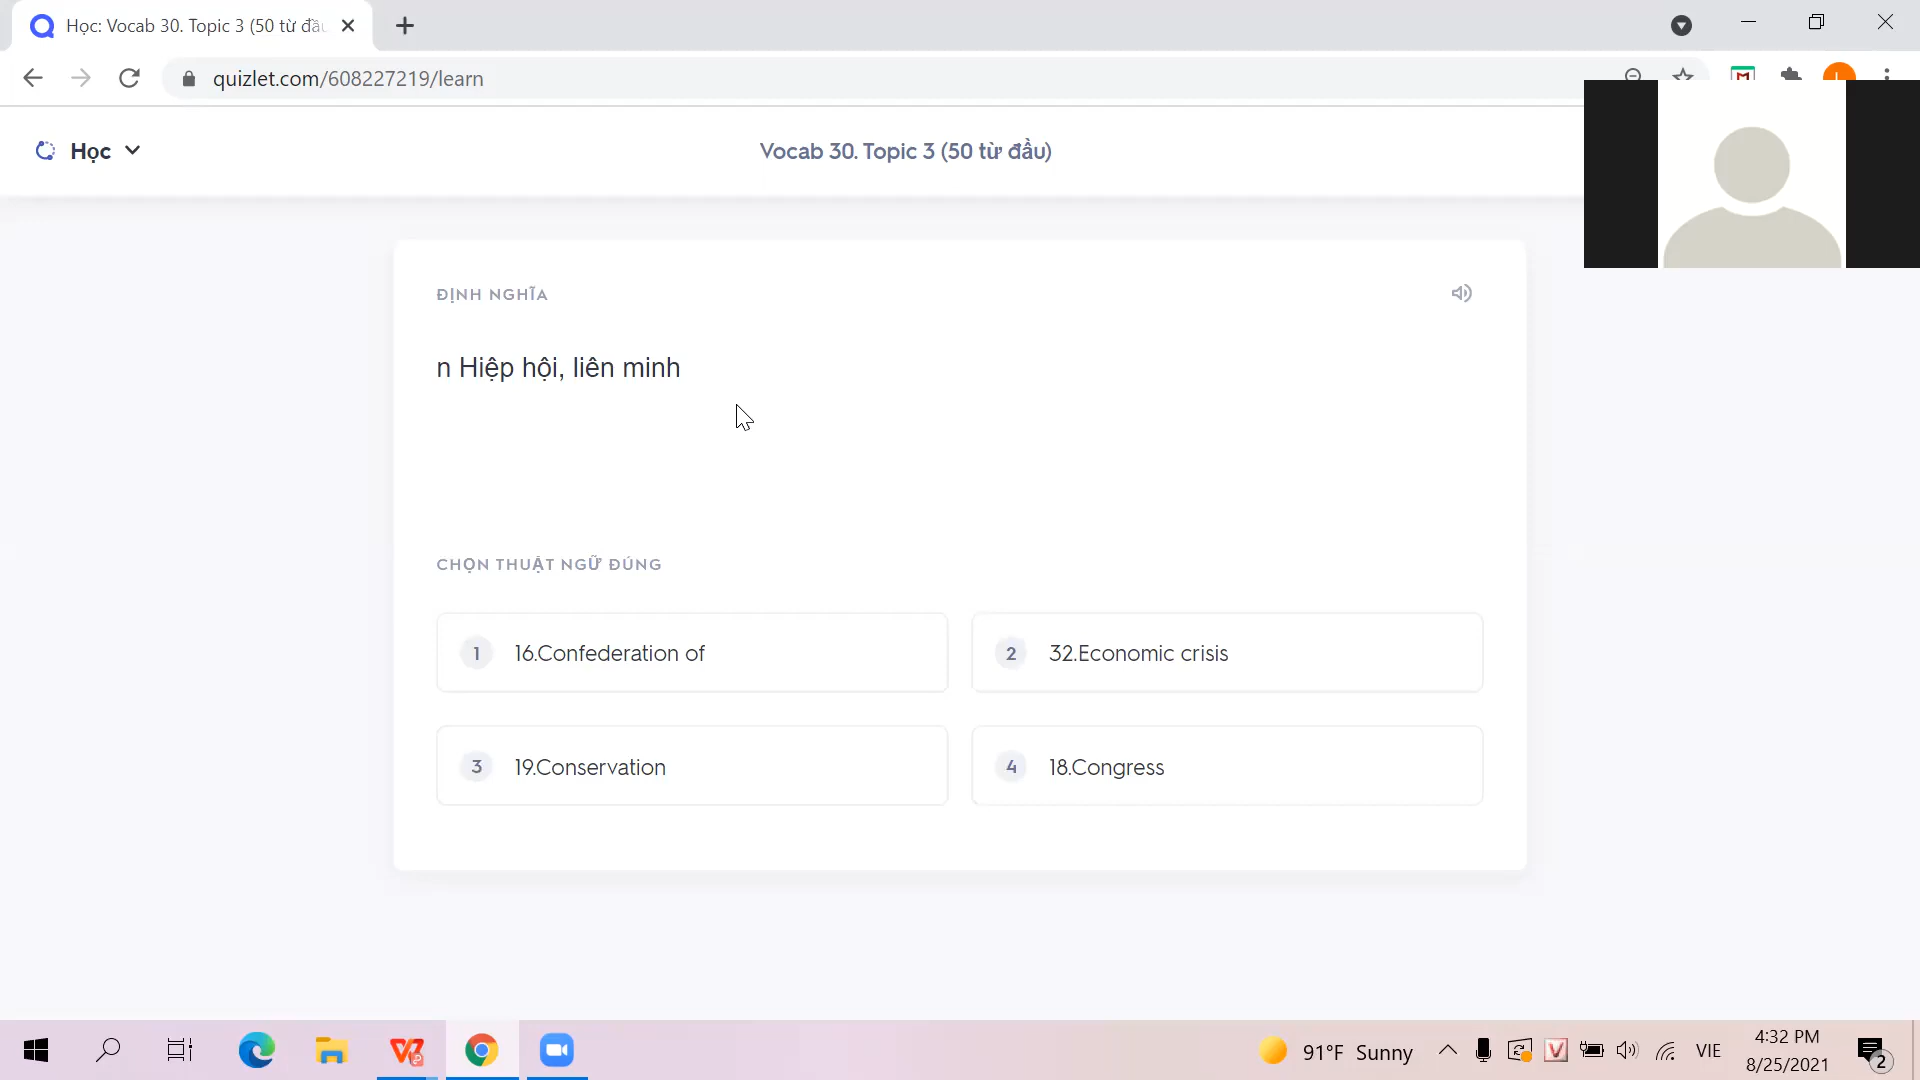 Học: Vocab 30. Topic 3 (50 từ đầu
quizlet.com/608227219/learn
Học
Vocab 30. Topic 3 (50 từ đầu)
ĐỊNH NGHĨA
n Hiệp hội, liên minh
CHỌN THUẬT NGỮ ĐÚNG
1 16.Confederation of
2 32.Economic crisis
3 19.Conservation
4 18.Congress
91°F Sunny
VIE
4:32 PM
8/25/2021
2